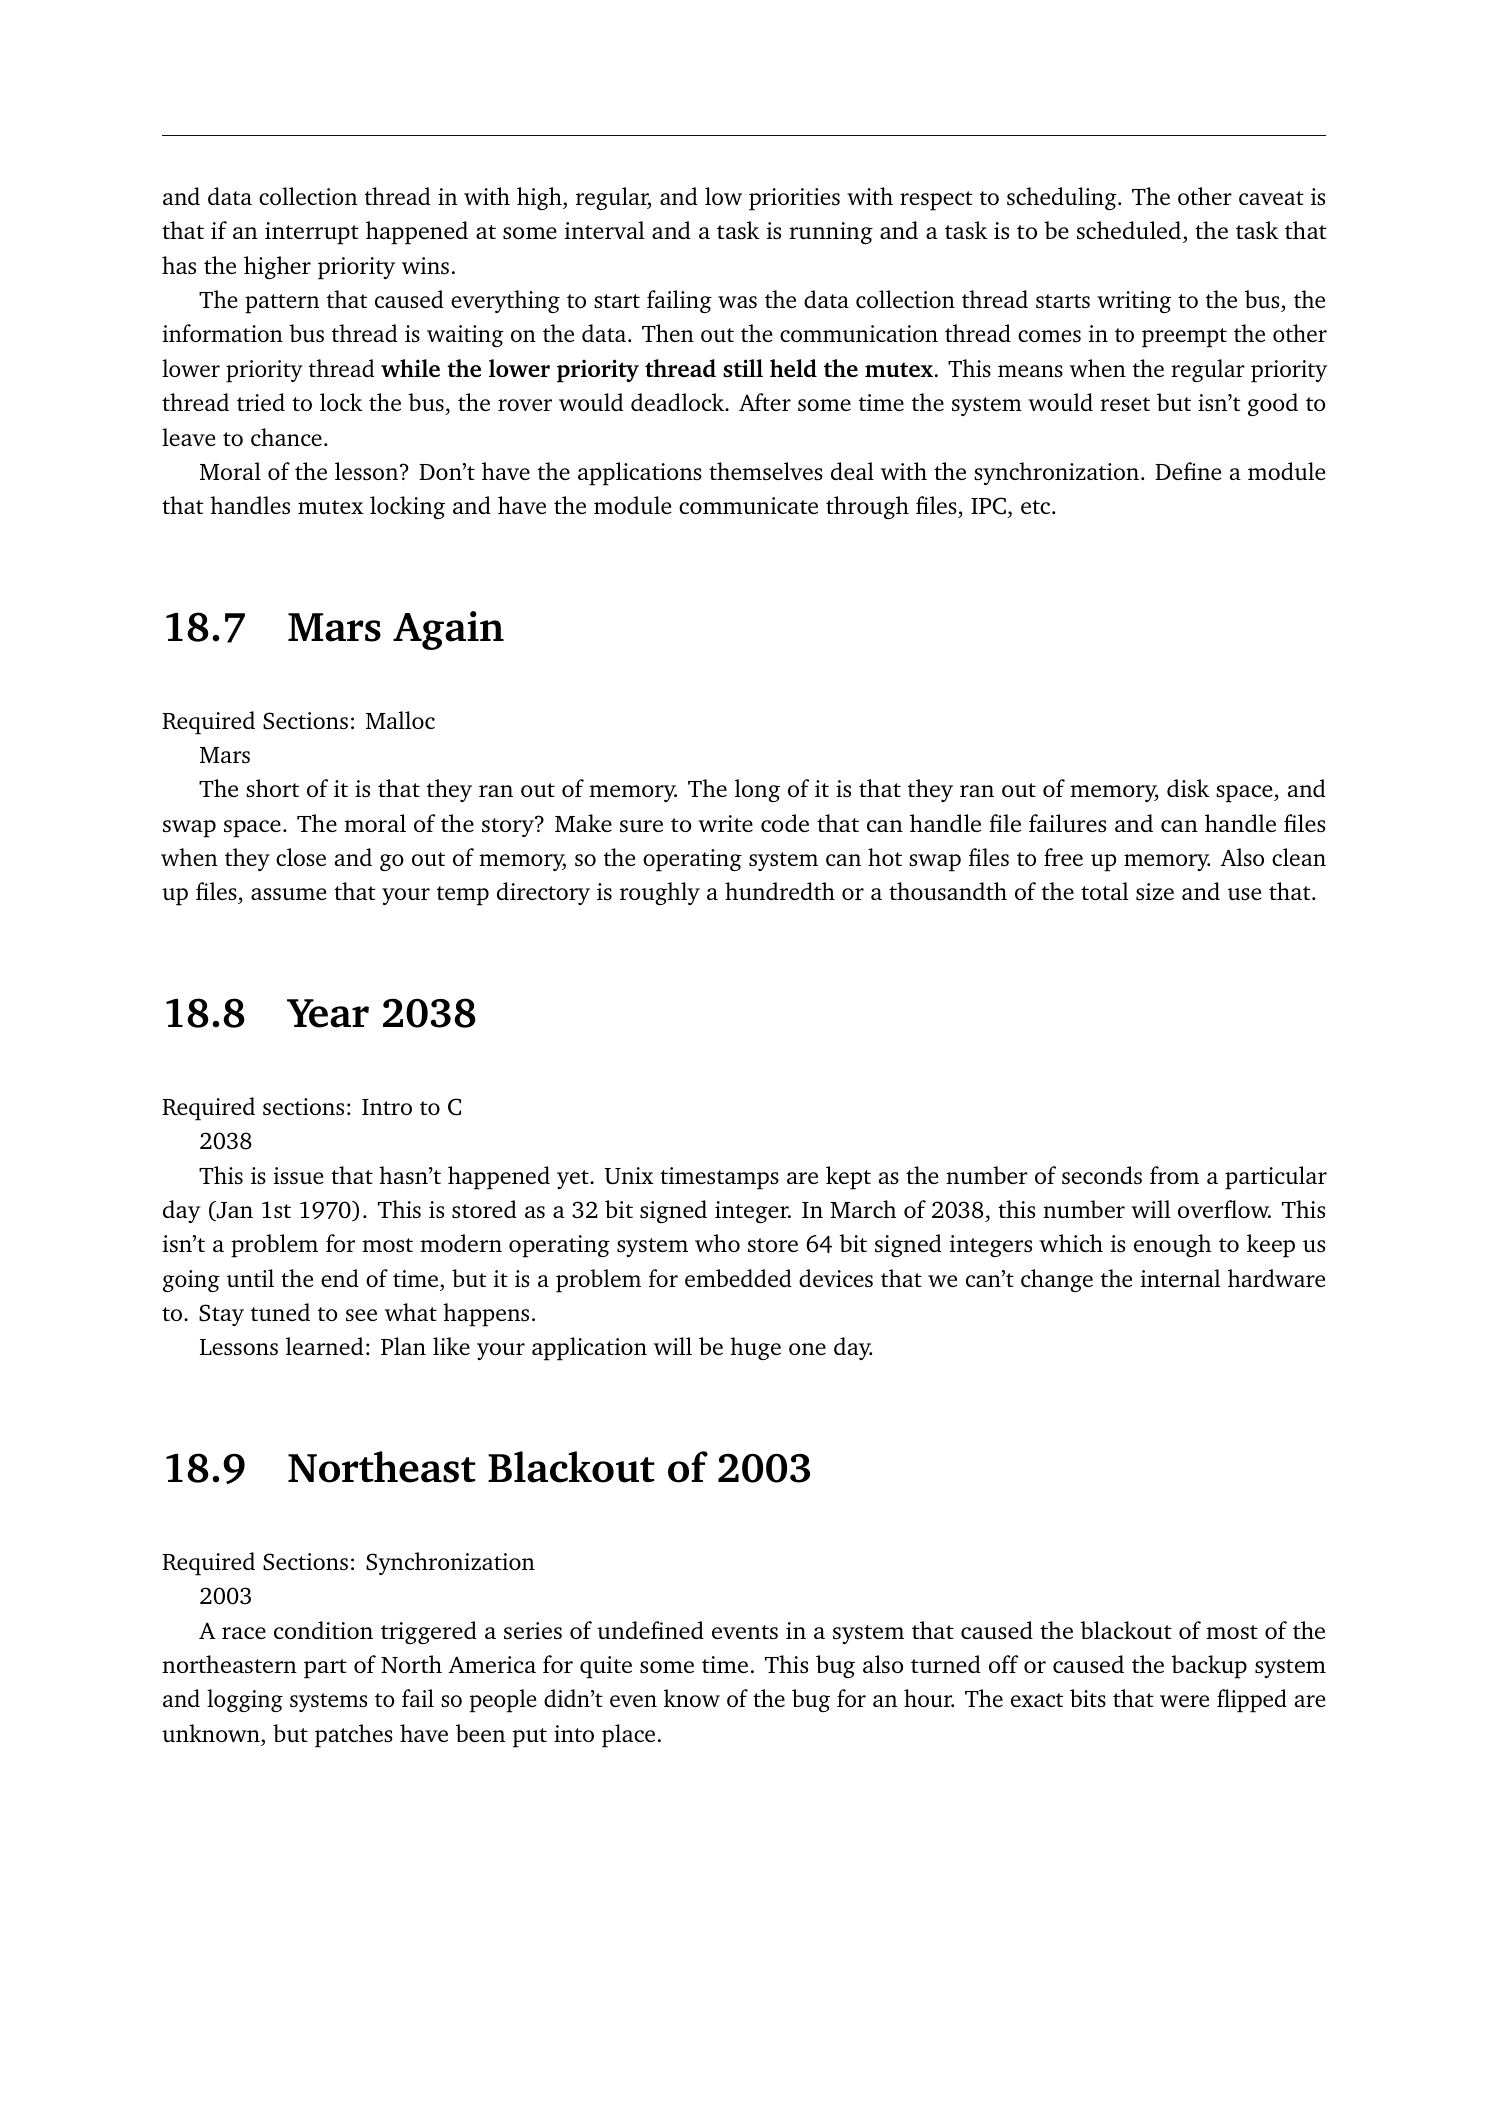 and data collection thread in with high, regular, and low priorities with respect to scheduling. The other caveat is
that if an interrupt happened at some interval and a task is running and a task is to be scheduled, the task that
has the higher priority wins.
The pattern that caused everything to start failing was the data collection thread starts writing to the bus, the
information bus thread is waiting on the data. Then out the communication thread comes in to preempt the other
lower priority thread while the lower priority thread still held the mutex. This means when the regular priority
thread tried to lock the bus, the rover would deadlock. After some time the system would reset but isn’t good to
leave to chance.
Moral of the lesson? Don’t have the applications themselves deal with the synchronization. Define a module
that handles mutex locking and have the module communicate through files, IPC, etc.
18.7 Mars Again
Required Sections: Malloc
Mars
The short of it is that they ran out of memory. The long of it is that they ran out of memory, disk space, and
swap space. The moral of the story? Make sure to write code that can handle file failures and can handle files
when they close and go out of memory, so the operating system can hot swap files to free up memory. Also clean
up files, assume that your temp directory is roughly a hundredth or a thousandth of the total size and use that.
18.8 Year 2038
Required sections: Intro to C
2038
This is issue that hasn’t happened yet. Unix timestamps are kept as the number of seconds from a particular
day (Jan 1st 1970). This is stored as a 32 bit signed integer. In March of 2038, this number will overflow. This
isn’t a problem for most modern operating system who store 64 bit signed integers which is enough to keep us
going until the end of time, but it is a problem for embedded devices that we can’t change the internal hardware
to. Stay tuned to see what happens.
Lessons learned: Plan like your application will be huge one day.
18.9 Northeast Blackout of 2003
Required Sections: Synchronization
2003
A race condition triggered a series of undefined events in a system that caused the blackout of most of the
northeastern part of North America for quite some time. This bug also turned off or caused the backup system
and logging systems to fail so people didn’t even know of the bug for an hour. The exact bits that were flipped are
unknown, but patches have been put into place.